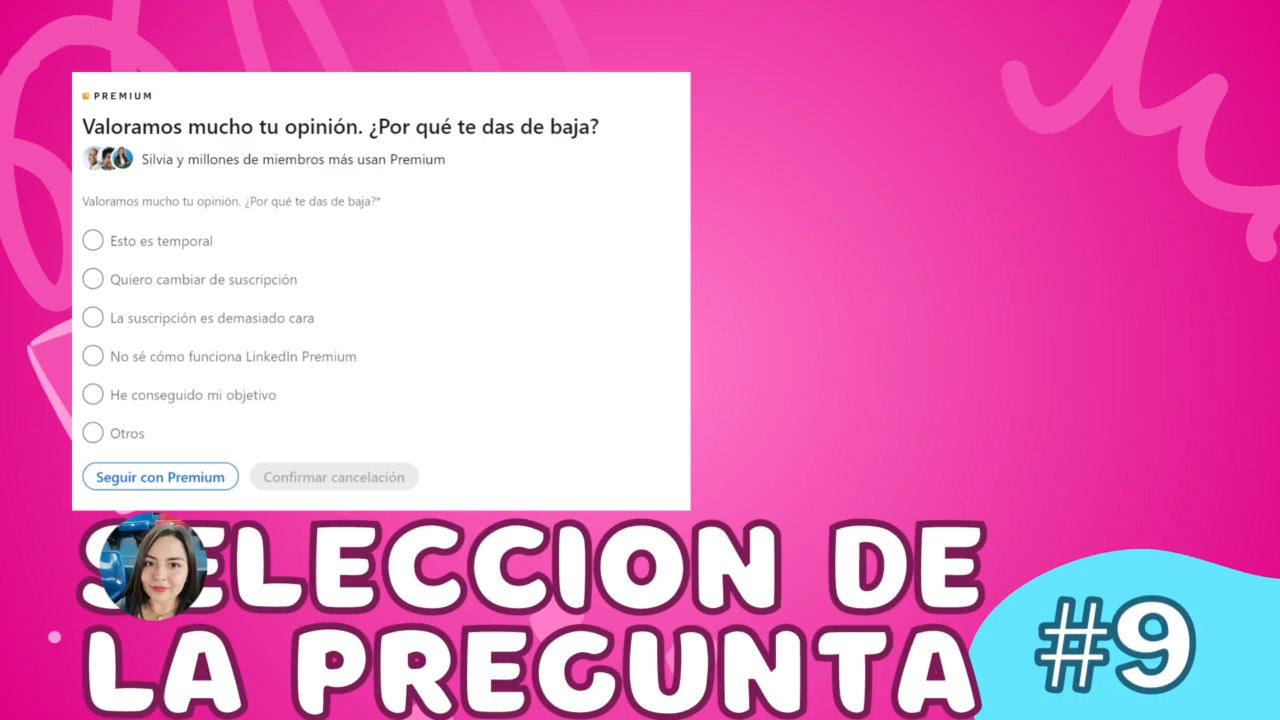 PREMIUM
Valoramos mucho tu opinión. ¿Por qué te das de baja?
Silvia y millones de miembros más usan Premium
Valoramos mucho tu opinión. ¿Por qué te das de baja?*
Esto es temporal
Quiero cambiar de suscripción
La suscripción es demasiado cara
No sé cómo funciona LinkedIn Premium
He conseguido mi objetivo
Otros
Seguir con Premium
Confirmar cancelación
SELECCION DE
LA PREGUNTA
#9